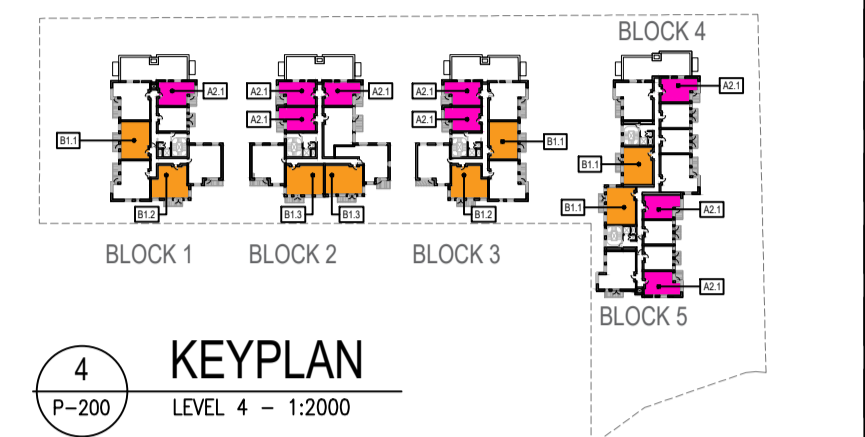 BLOCK 4
A2.1
A2.1
A2.1
A2.1
A2.1
A2.1
A2.1
B1.1
B1.1
B1.1
B1.2
B1.3
B1.3
B1.2
B1.1
A2.1
A2.1
BLOCK 1
BLOCK 2
BLOCK 3
BLOCK 5
4
P-200
KEYPLAN
LEVEL 4 - 1:2000